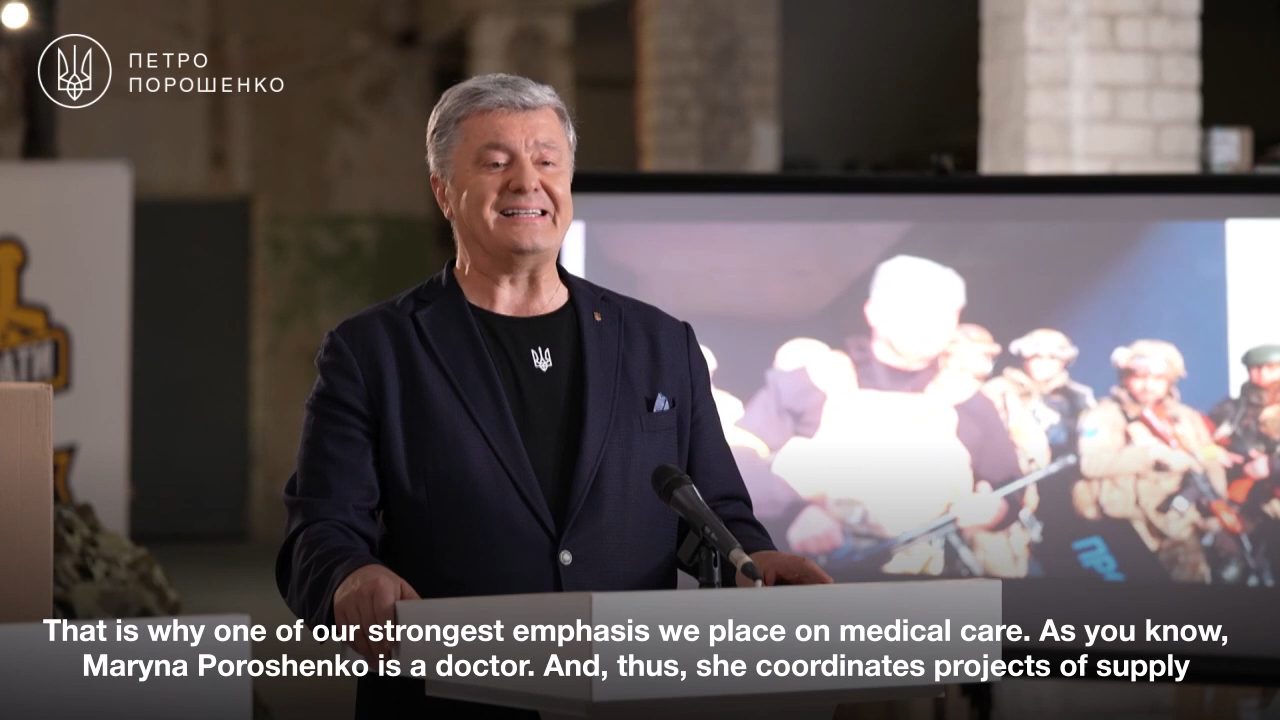 ПЕТРО
ПОРОШЕНКО
ПРЕ
That is why one of our strongest emphasis we place on medical care. As you know,
Maryna Poroshenko is a doctor. And, thus, she coordinates projects of supply